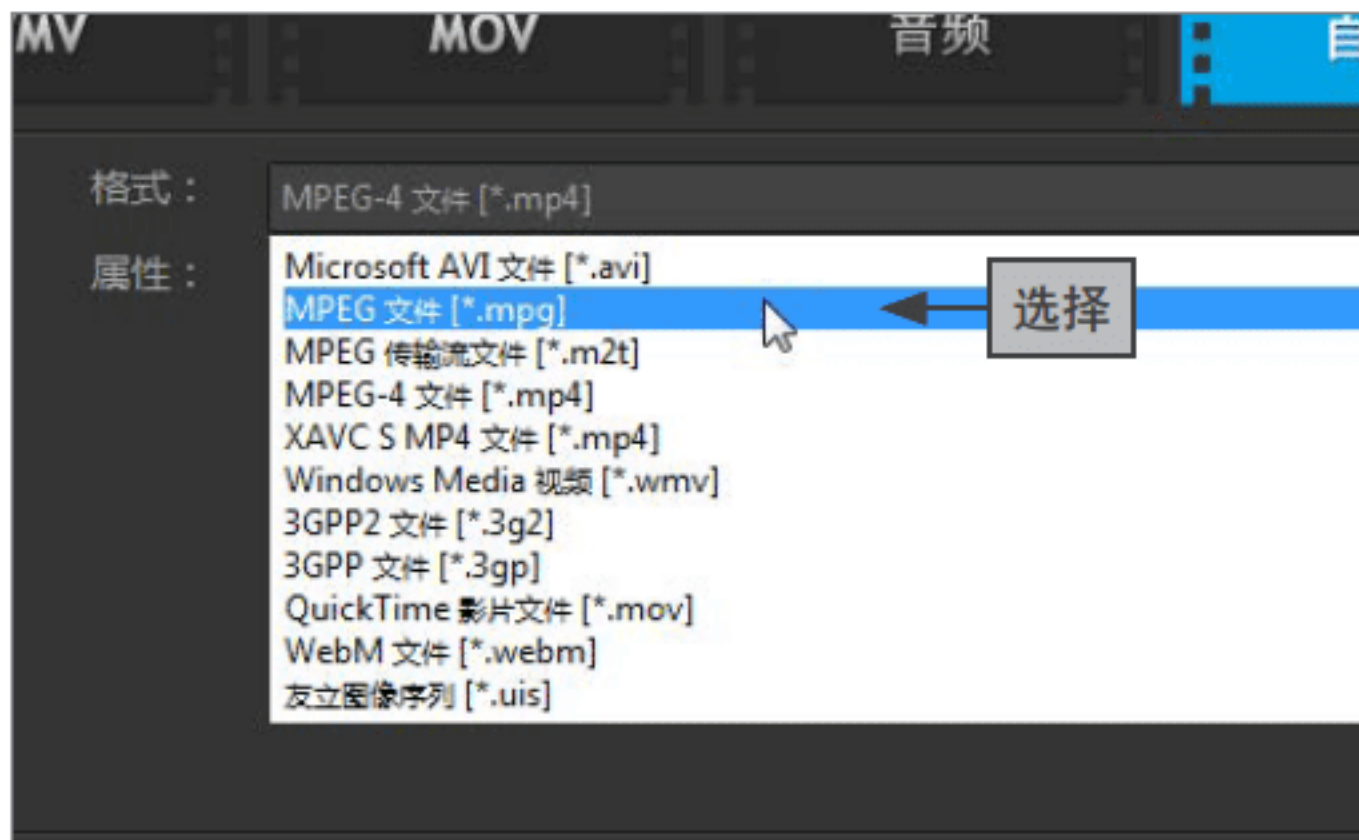 MV MOV 音频 自
格式： MPEG-4 文件 [*.mp4]
属性：
Microsoft AVI 文件 [*.avi]
MPEG 文件 [*.mpg] 选择
MPEG 传输流文件 [*.m2t]
MPEG-4 文件 [*.mp4]
XAVC S MP4 文件 [*.mp4]
Windows Media 视频 [*.wmv]
3GPP2 文件 [*.3g2]
3GPP 文件 [*.3gp]
QuickTime 影片文件 [*.mov]
WebM 文件 [*.webm]
友立图像序列 [*.uis]